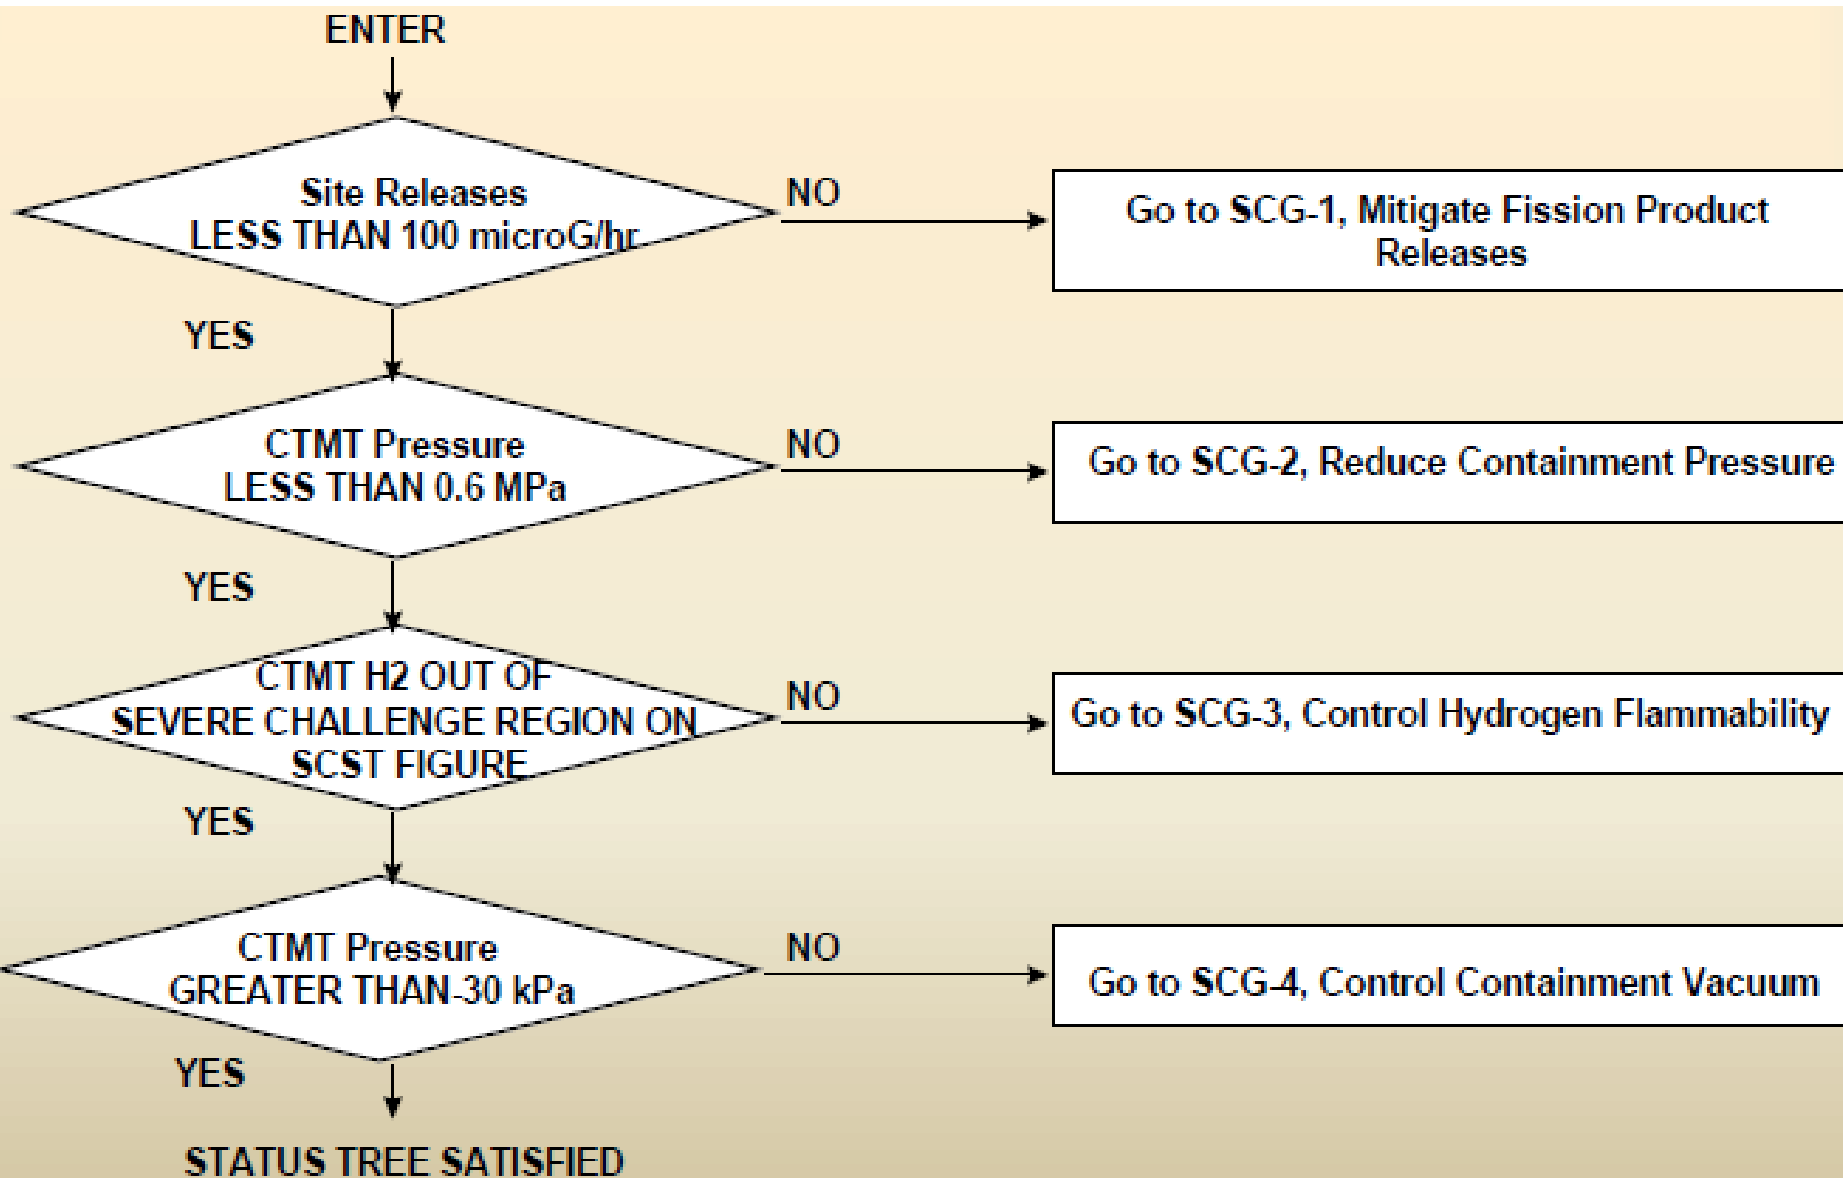 ENTER
Site Releases
LESS THAN 100 microG/hr
NO
Go to SCG-1, Mitigate Fission Product
Releases
YES
CTMT Pressure
LESS THAN 0.6 MPa
NO
Go to SCG-2, Reduce Containment Pressure
YES
CTMT H2 OUT OF
SEVERE CHALLENGE REGION ON
SCST FIGURE
NO
Go to SCG-3, Control Hydrogen Flammability
YES
CTMT Pressure
GREATER THAN-30 kPa
NO
Go to SCG-4, Control Containment Vacuum
YES
STATUS TREE SATISFIED